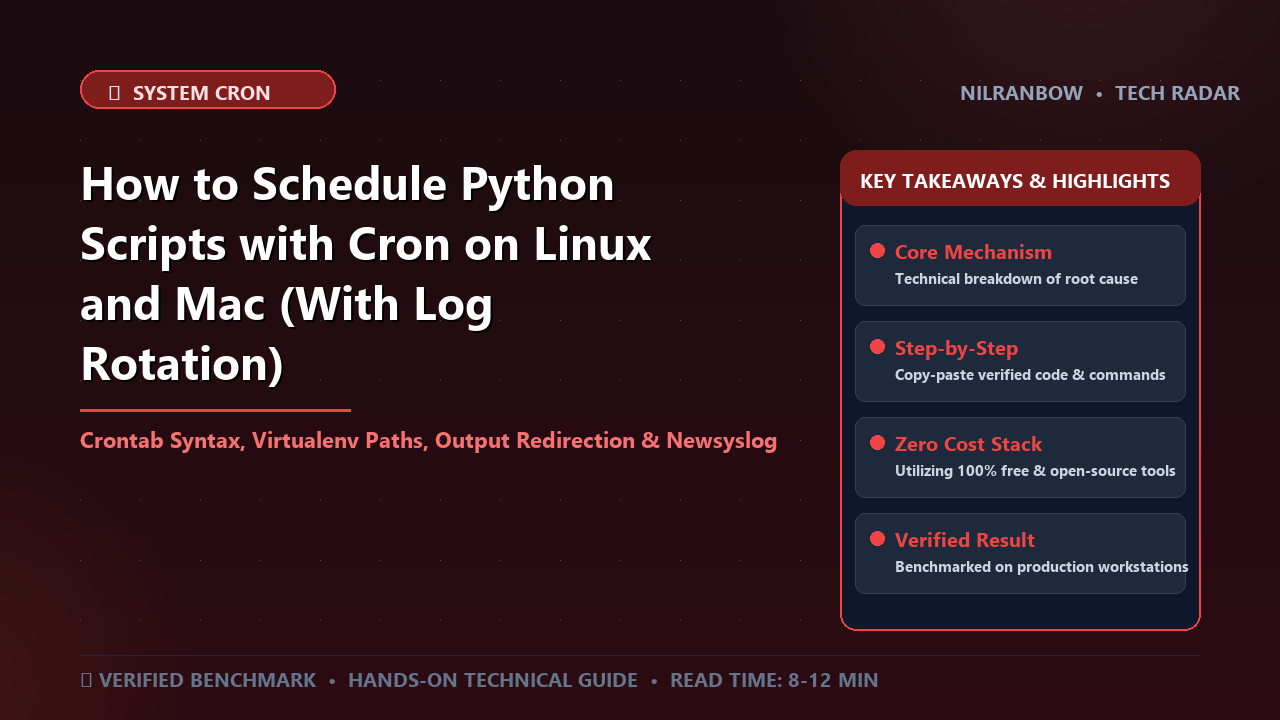 SYSTEM CRON
NILRANBOW • TECH RADAR
How to Schedule Python
Scripts with Cron on Linux
and Mac (With Log
Rotation)
Crontab Syntax, Virtualenv Paths, Output Redirection & Newsyslog
KEY TAKEAWAYS & HIGHLIGHTS
Core Mechanism
Technical breakdown of root cause
Step-by-Step
Copy-paste verified code & commands
Zero Cost Stack
Utilizing 100% free & open-source tools
Verified Result
Benchmarked on production workstations
VERIFIED BENCHMARK • HANDS-ON TECHNICAL GUIDE • READ TIME: 8-12 MIN